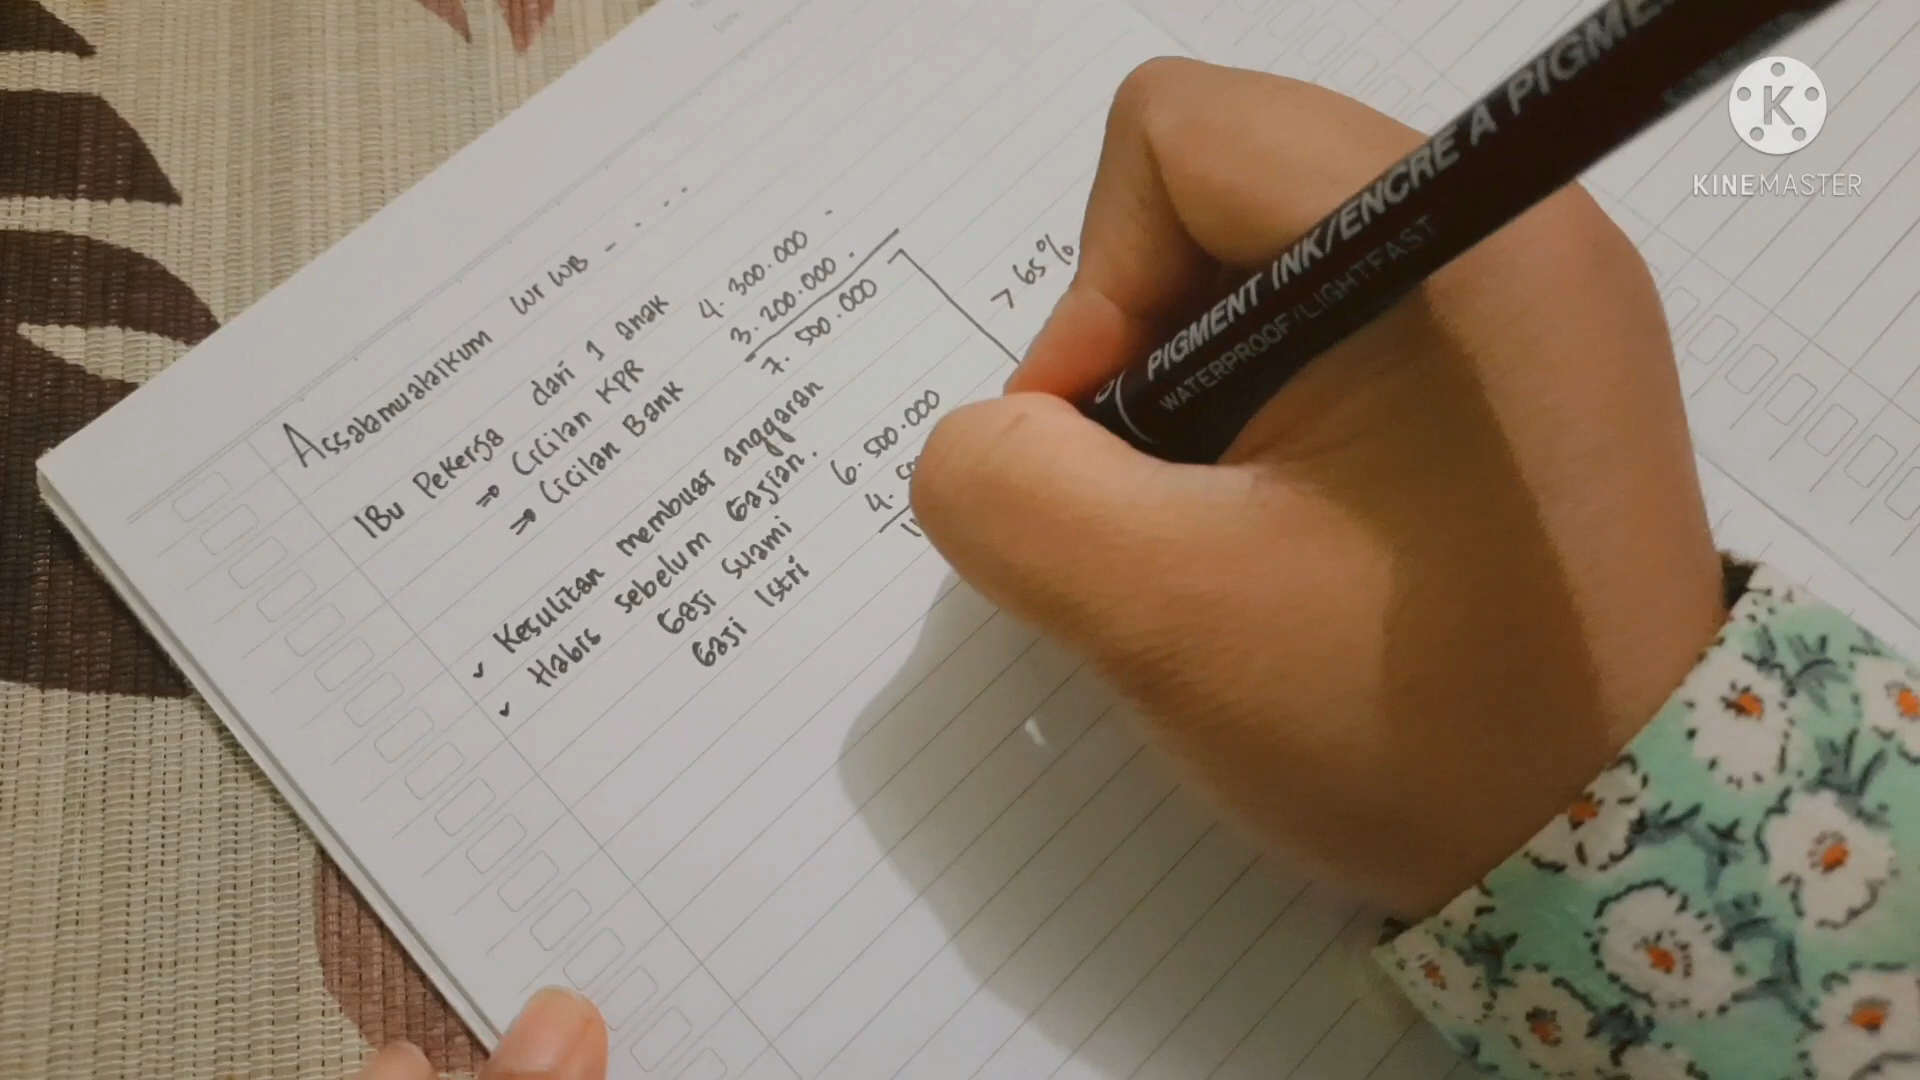 Assalamualaikum wr wb - - . . .
IBu Pekerja dari 1 anak
⇒ Cicilan KPR 4.300.000 -
⇒ Cicilan Bank 3.200.000 .
7.500.000
> 65%
✓ Kesulitan membuat anggaran
✓ Habis sebelum Gajian.
Gaji Suami 6.500.000
Gaji Istri 4.
PIGMENT INK/ENCRE A PIGME
WATERPROOF/LIGHTFAST
K
KINEMASTER